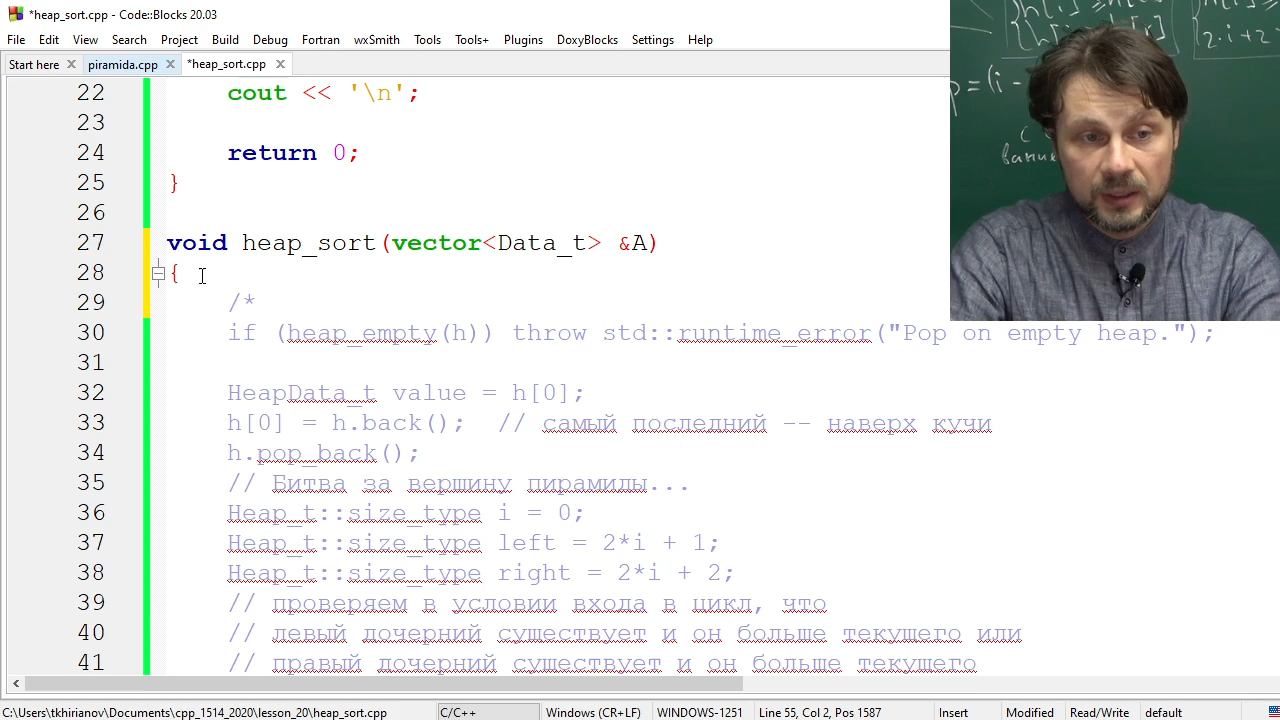 *heap_sort.cpp - Code::Blocks 20.03
File Edit View Search Project Build Debug Fortran wxSmith Tools Tools+ Plugins DoxyBlocks Settings Help
Start here piramida.cpp *heap_sort.cpp
22 cout << '\n';
23
24 return 0;
25 }
26
27 void heap_sort(vector<Data_t> &A)
28 {
29 /*
30 if (heap_empty(h)) throw std::runtime_error("Pop on empty heap.");
31
32 HeapData_t value = h[0];
33 h[0] = h.back(); // самый последний -- наверх кучи
34 h.pop_back();
35 // Битва за вершину пирамиды...
36 Heap_t::size_type i = 0;
37 Heap_t::size_type left = 2*i + 1;
38 Heap_t::size_type right = 2*i + 2;
39 // проверяем в условии входа в цикл, что
40 // левый дочерний существует и он больше текущего или
41 // правый дочерний существует и он больше текущего
C:\Users\tkhirianov\Documents\cpp_1514_2020\lesson_20\heap_sort.cpp C/C++ Windows (CR+LF) WINDOWS-1251 Line 55, Col 2, Pos 1587 Insert Modified Read/Write default
2·i+2
p=(i-